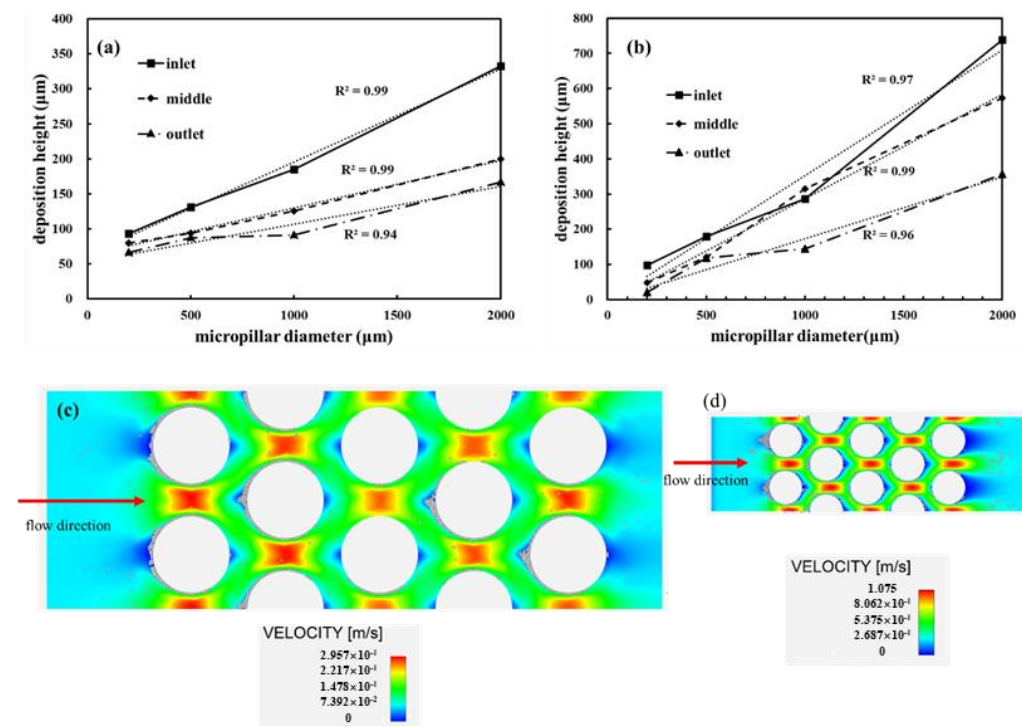 (a)
deposition height (μm)
400
350
300
250
200
150
100
50
0
inlet
middle
outlet
R² = 0.99
R² = 0.99
R² = 0.94
0
500
1000
1500
2000
micropillar diameter (μm)
(b)
deposition height (μm)
800
700
600
500
400
300
200
100
0
inlet
middle
outlet
R² = 0.97
R² = 0.99
R² = 0.96
0
500
1000
1500
2000
micropillar diameter(μm)
(c)
flow direction
VELOCITY [m/s]
2.957×10⁻¹
2.217×10⁻¹
1.478×10⁻¹
7.392×10⁻²
0
(d)
flow direction
VELOCITY [m/s]
1.075
8.062×10⁻¹
5.375×10⁻¹
2.687×10⁻¹
0